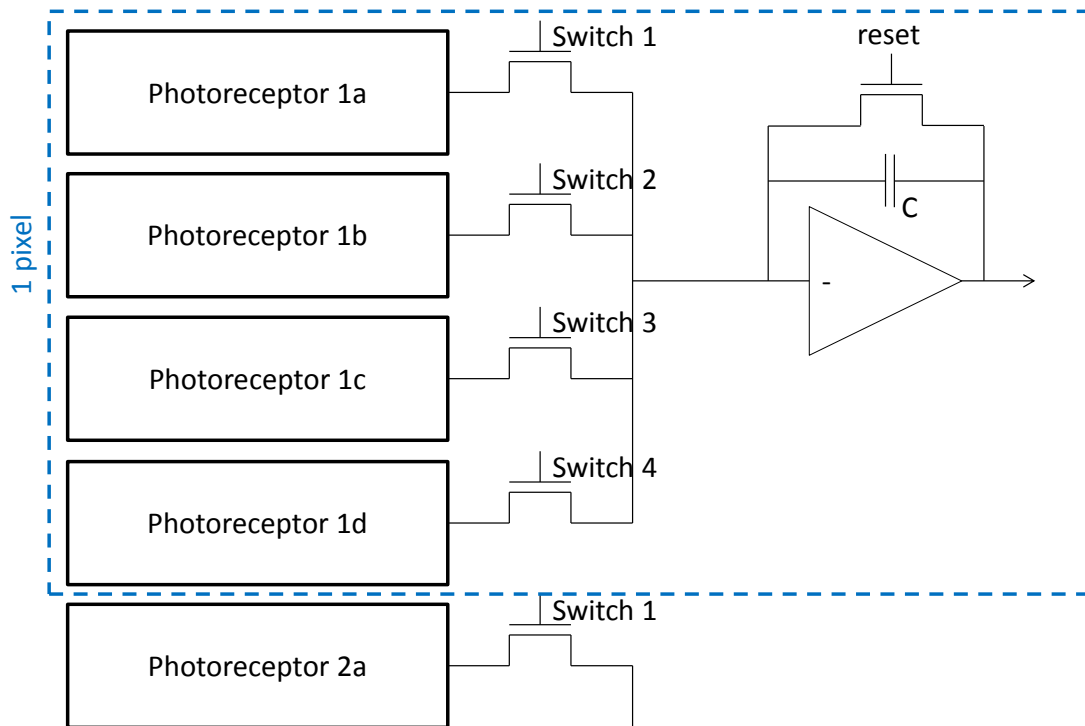 Switch 1
Photoreceptor 1a
reset
Switch 2
Photoreceptor 1b
C
1 pixel
-
Switch 3
Photoreceptor 1c
Switch 4
Photoreceptor 1d
Switch 1
Photoreceptor 2a